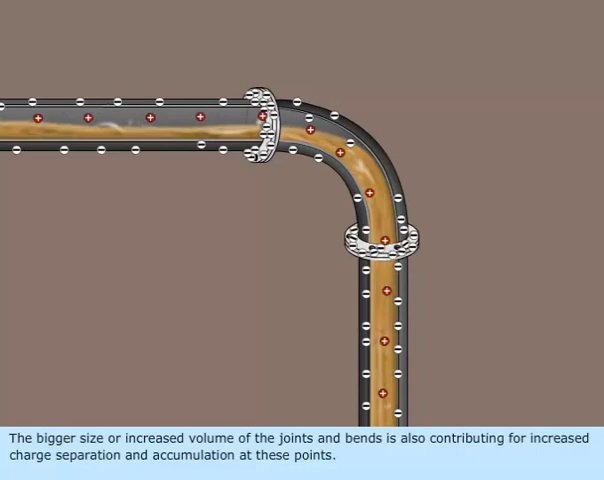 The bigger size or increased volume of the joints and bends is also contributing for increased
charge separation and accumulation at these points.